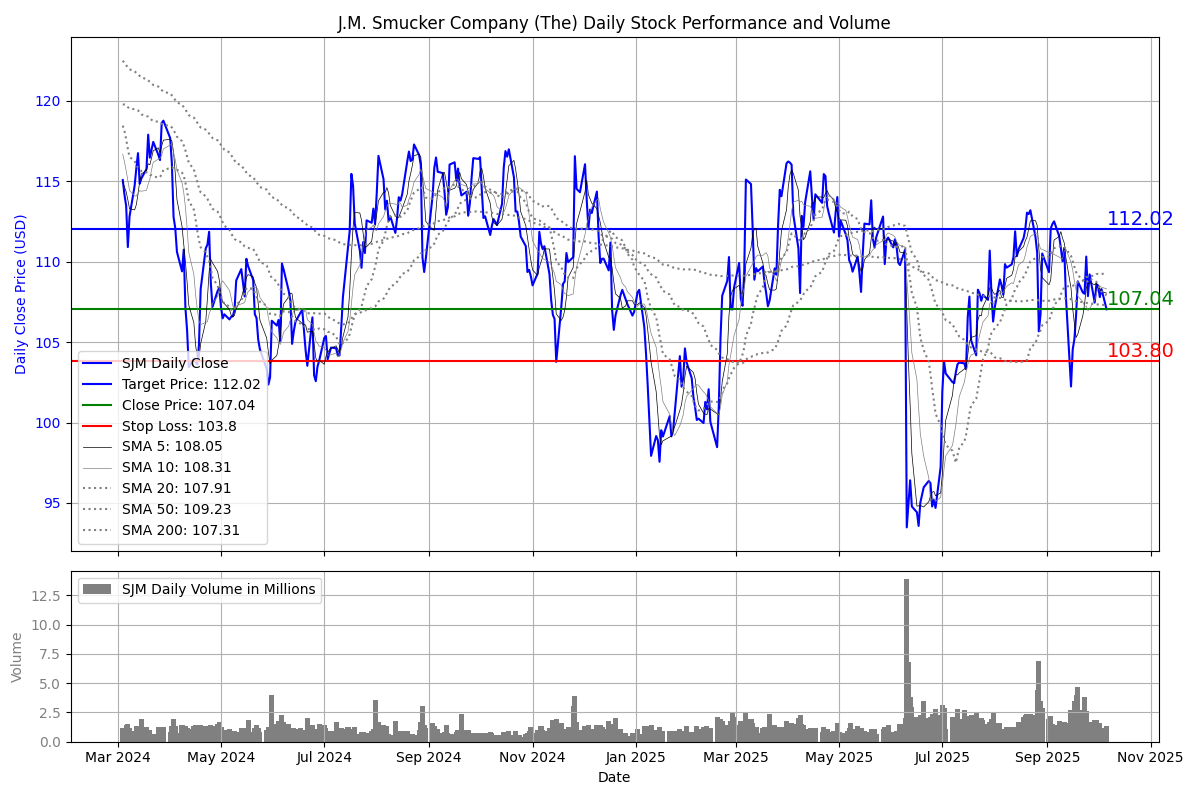 J.M. Smucker Company (The) Daily Stock Performance and Volume
Daily Close Price (USD)
120
115
110
105
100
95
112.02
107.04
103.80
SJM Daily Close
Target Price: 112.02
Close Price: 107.04
Stop Loss: 103.8
SMA 5: 108.05
SMA 10: 108.31
SMA 20: 107.91
SMA 50: 109.23
SMA 200: 107.31
Volume
12.5
10.0
7.5
5.0
2.5
0.0
SJM Daily Volume in Millions
Mar 2024 May 2024 Jul 2024 Sep 2024 Nov 2024 Jan 2025 Mar 2025 May 2025 Jul 2025 Sep 2025 Nov 2025
Date